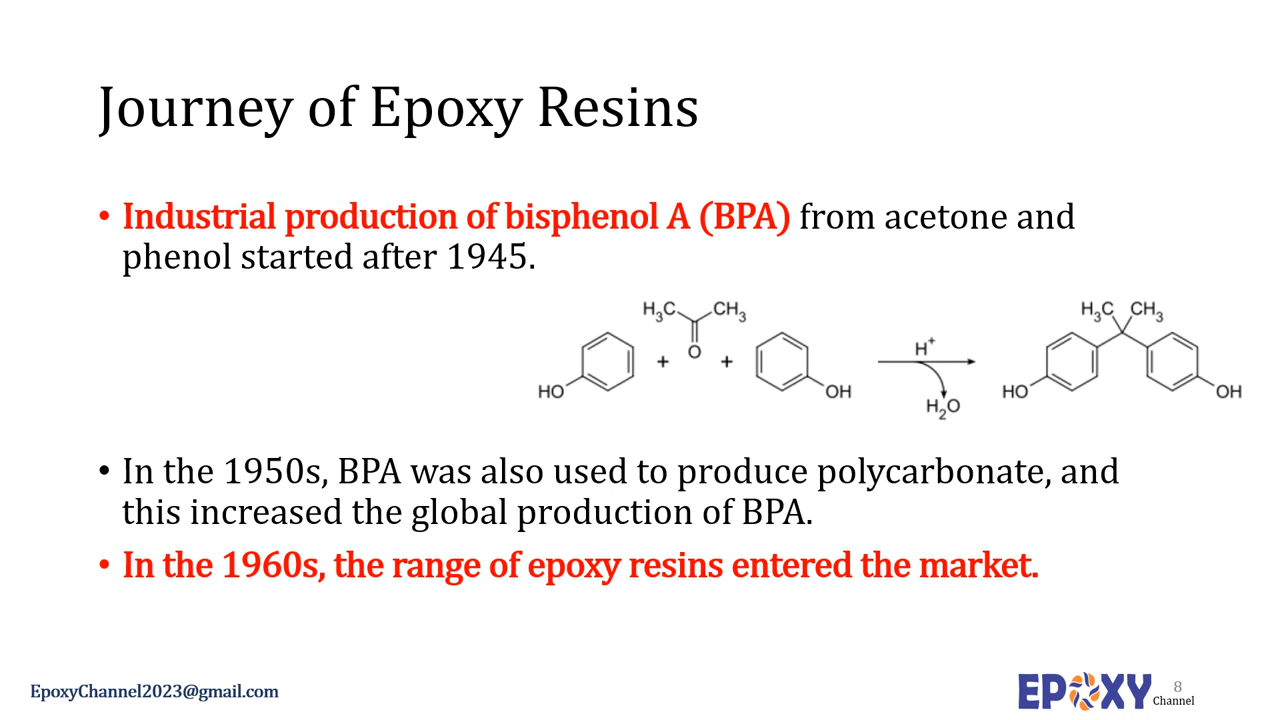 Journey of Epoxy Resins
• Industrial production of bisphenol A (BPA) from acetone and
phenol started after 1945.
H₃C CH₃
O
HO + + OH
H⁺
H₂O
H₃C CH₃
HO OH
• In the 1950s, BPA was also used to produce polycarbonate, and
this increased the global production of BPA.
• In the 1960s, the range of epoxy resins entered the market.
EpoxyChannel2023@gmail.com
EPOXY
Channel
8